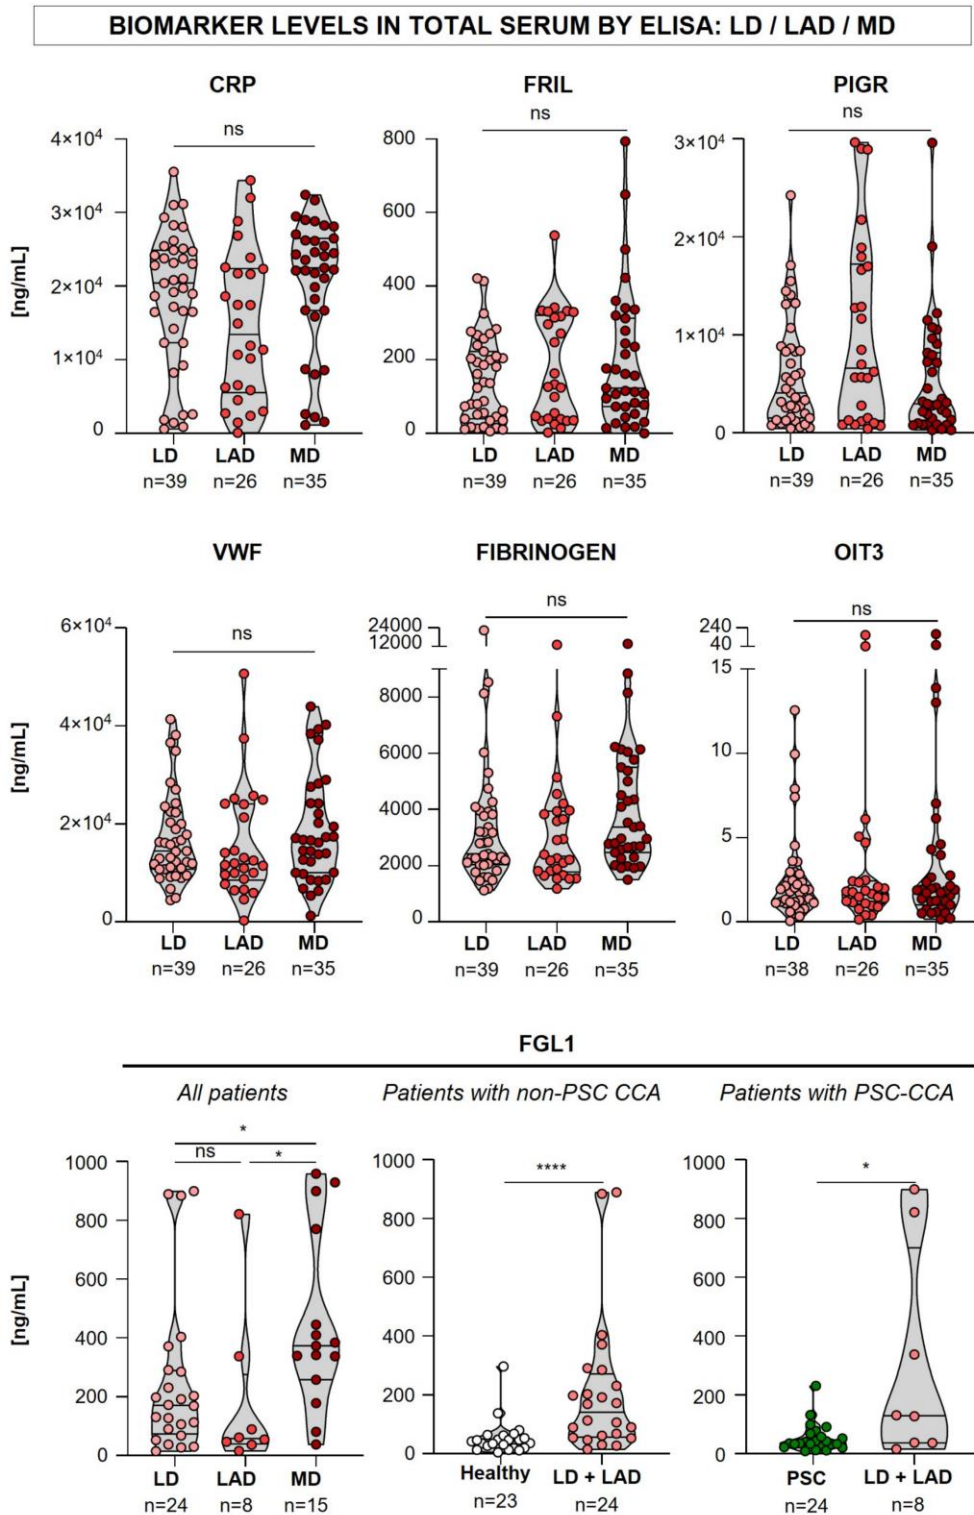 BIOMARKER LEVELS IN TOTAL SERUM BY ELISA: LD / LAD / MD
CRP
FRIL
PIGR
[ng/mL]
4×10⁴
3×10⁴
2×10⁴
1×10⁴
0
ns
LD
LAD
MD
n=39
n=26
n=35
800
600
400
200
0
ns
LD
LAD
MD
n=39
n=26
n=35
3×10⁴
2×10⁴
1×10⁴
0
ns
LD
LAD
MD
n=39
n=26
n=35
VWF
FIBRINOGEN
OIT3
[ng/mL]
6×10⁴
4×10⁴
2×10⁴
0
ns
LD
LAD
MD
n=39
n=26
n=35
24000
12000
8000
6000
4000
2000
0
ns
LD
LAD
MD
n=39
n=26
n=35
240
40
15
10
5
0
ns
LD
LAD
MD
n=38
n=26
n=35
FGL1
All patients
Patients with non-PSC CCA
Patients with PSC-CCA
[ng/mL]
1000
800
600
400
200
0
*
ns
*
LD
LAD
MD
n=24
n=8
n=15
1000
800
600
400
200
0
****
Healthy
LD + LAD
n=23
n=24
1000
800
600
400
200
0
*
PSC
LD + LAD
n=24
n=8